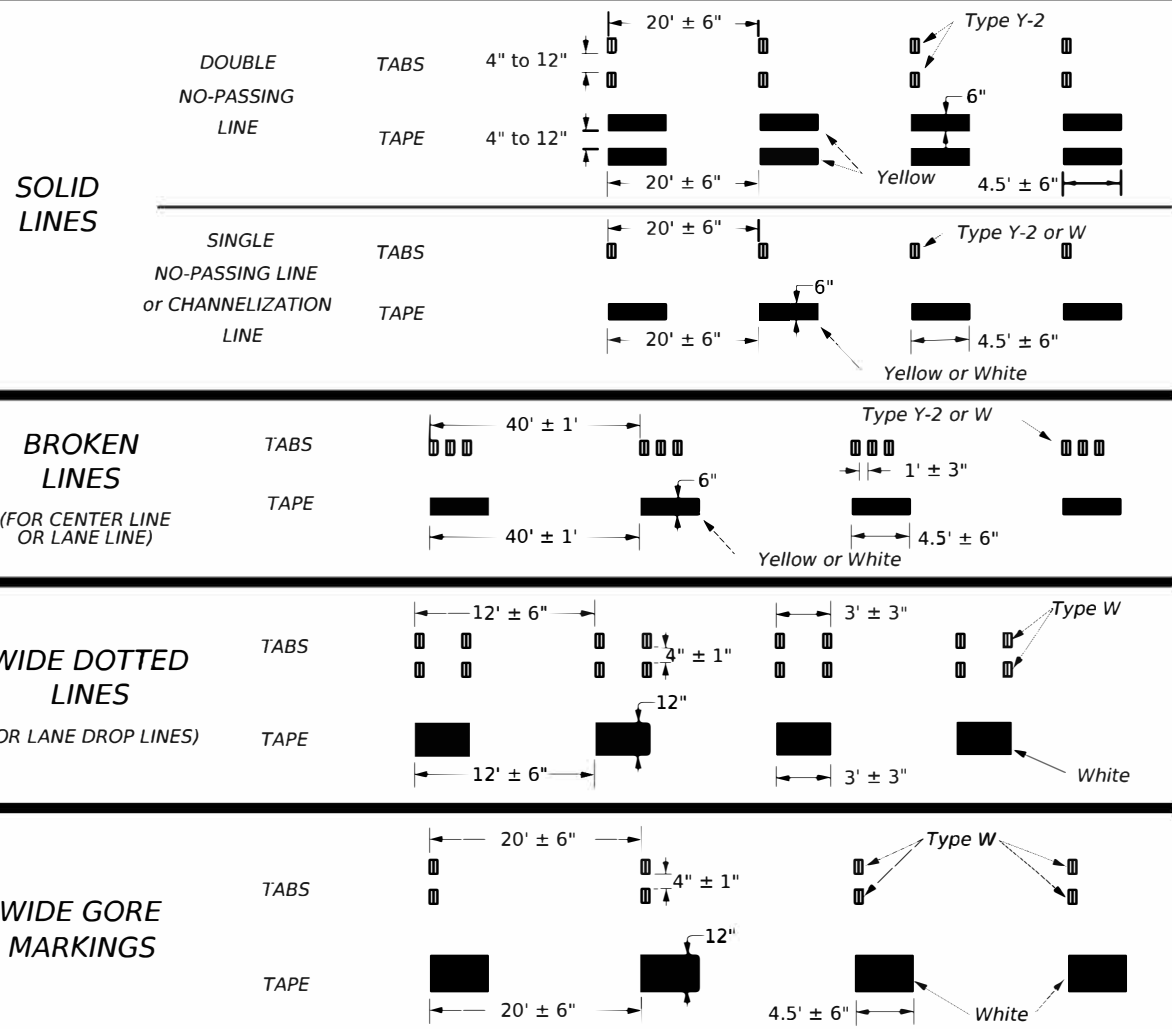 20' ± 6"
Type Y-2
DOUBLE
NO-PASSING
LINE
TABS
4" to 12"
6"
TAPE
4" to 12"
Yellow
20' ± 6"
4.5' ± 6"
SOLID
LINES
20' ± 6"
SINGLE
NO-PASSING LINE
or CHANNELIZATION
LINE
TABS
Type Y-2 or W
6"
TAPE
20' ± 6"
4.5' ± 6"
Yellow or White
BROKEN
LINES
(FOR CENTER LINE
OR LANE LINE)
TABS
40' ± 1'
Type Y-2 or W
1' ± 3"
6"
TAPE
40' ± 1'
4.5' ± 6"
Yellow or White
WIDE DOTTED
LINES
OR LANE DROP LINES)
TABS
12' ± 6"
3' ± 3"
Type W
4" ± 1"
12"
TAPE
12' ± 6"
3' ± 3"
White
WIDE GORE
MARKINGS
20' ± 6"
Type W
TABS
4" ± 1"
12"
TAPE
20' ± 6"
4.5' ± 6"
White